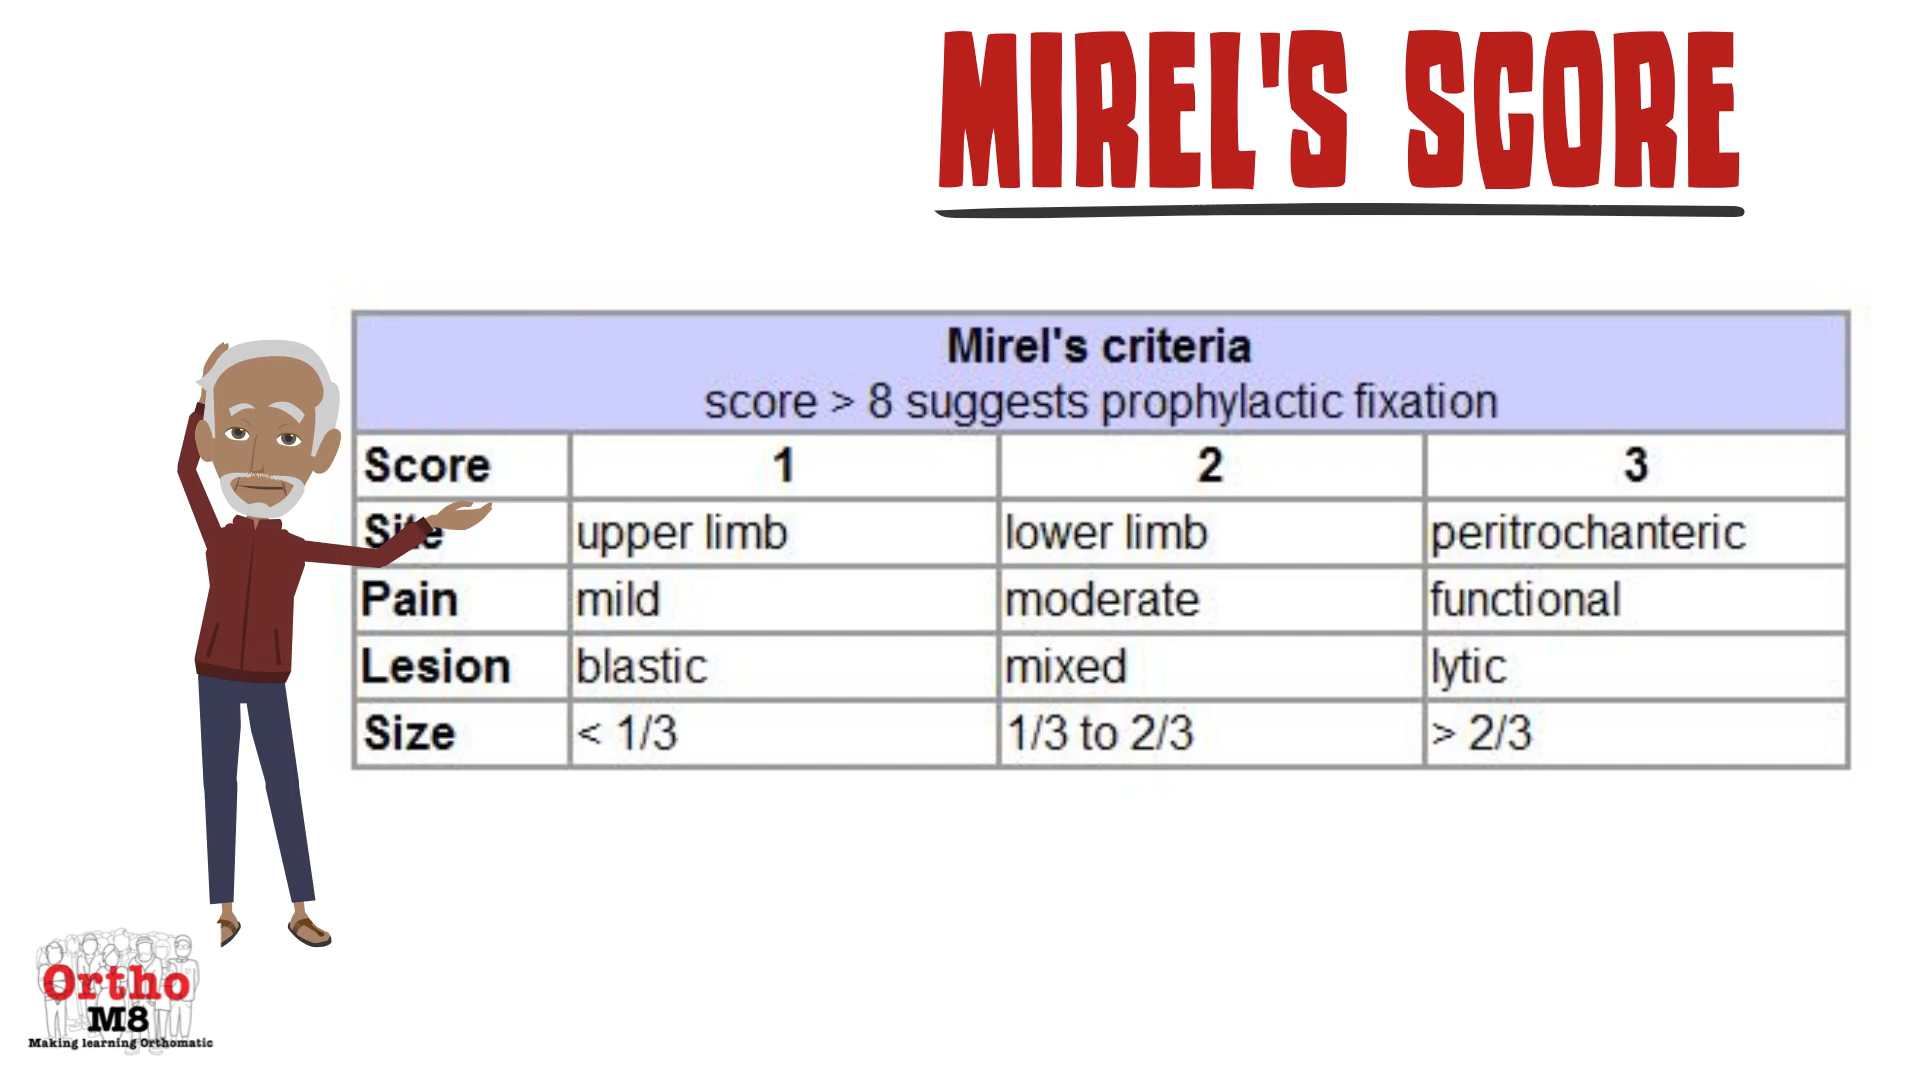 MIREL'S SCORE
Mirel's criteria
score > 8 suggests prophylactic fixation
Score 1 2 3
Site upper limb lower limb peritrochanteric
Pain mild moderate functional
Lesion blastic mixed lytic
Size < 1/3 1/3 to 2/3 > 2/3
Ortho
M8
Making learning Orthomatic